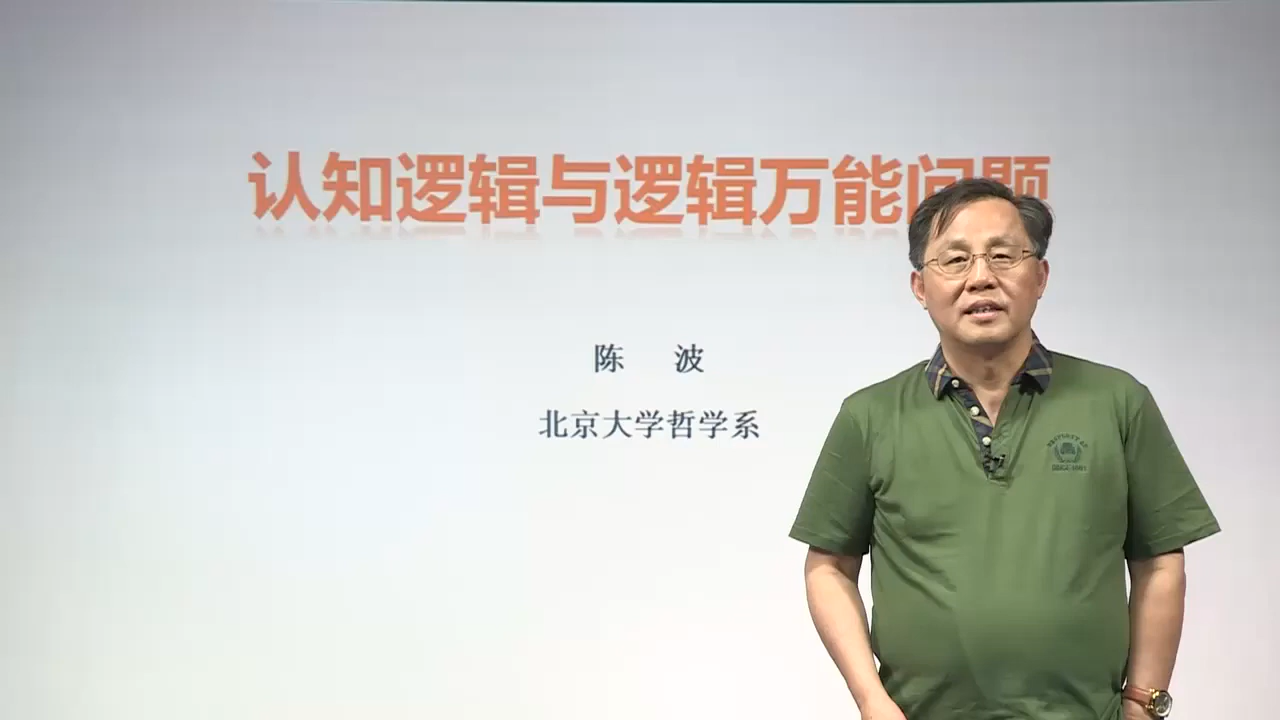 认知逻辑与逻辑万能问题
陈 波
北京大学哲学系